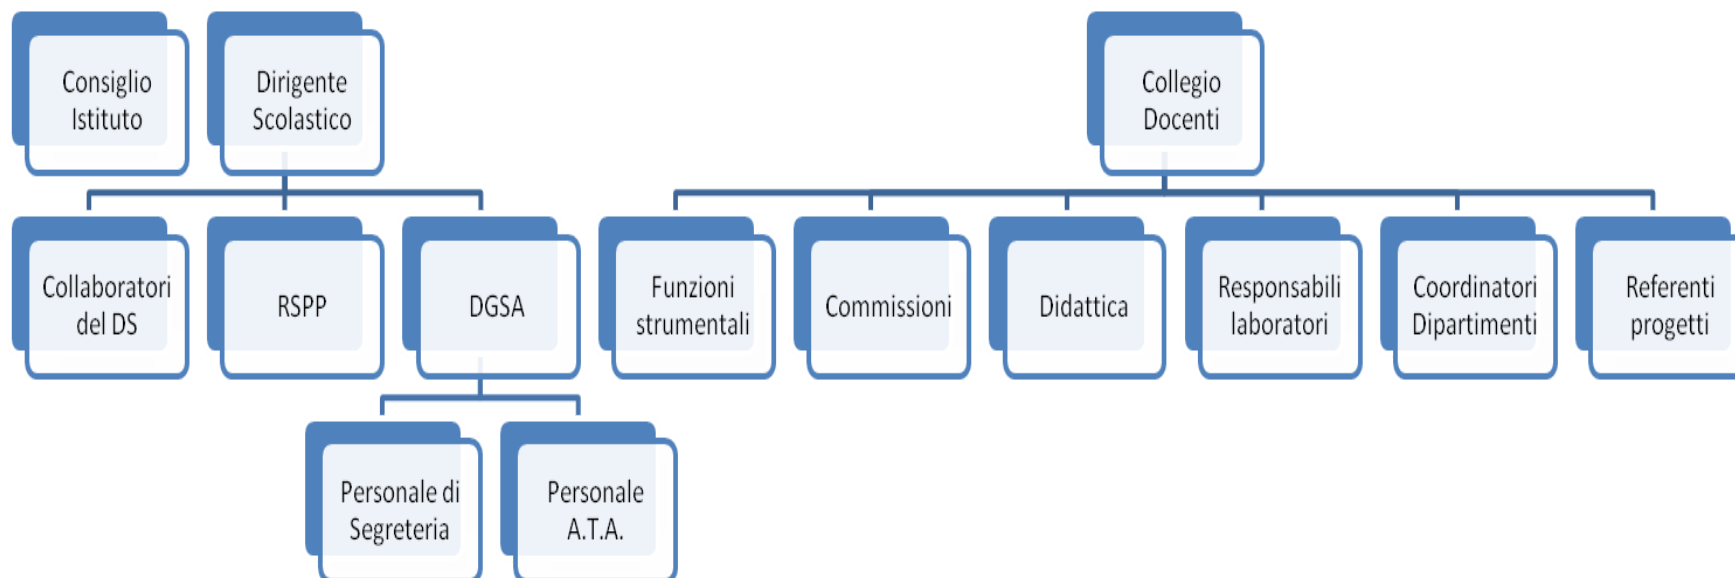 Consiglio
Istituto
Dirigente
Scolastico
Collegio
Docenti
Collaboratori
del DS
RSPP
DGSA
Funzioni
strumentali
Commissioni
Didattica
Responsabili
laboratori
Coordinatori
Dipartimenti
Referenti
progetti
Personale di
Segreteria
Personale
A.T.A.